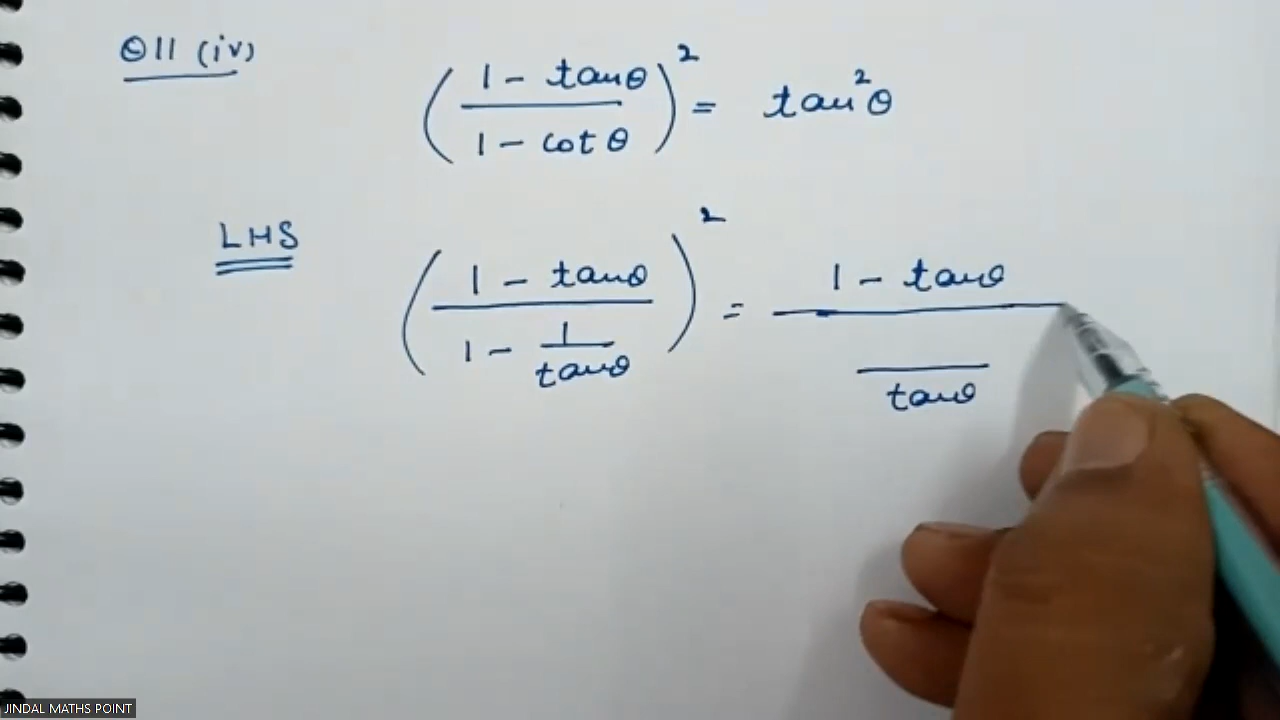 Q11 (iv)
(1 - tanθ / 1 - cot θ)² = tan²θ
LHS
(1 - tanθ / 1 - 1/tanθ)² = 1 - tanθ / tanθ
JINDAL MATHS POINT